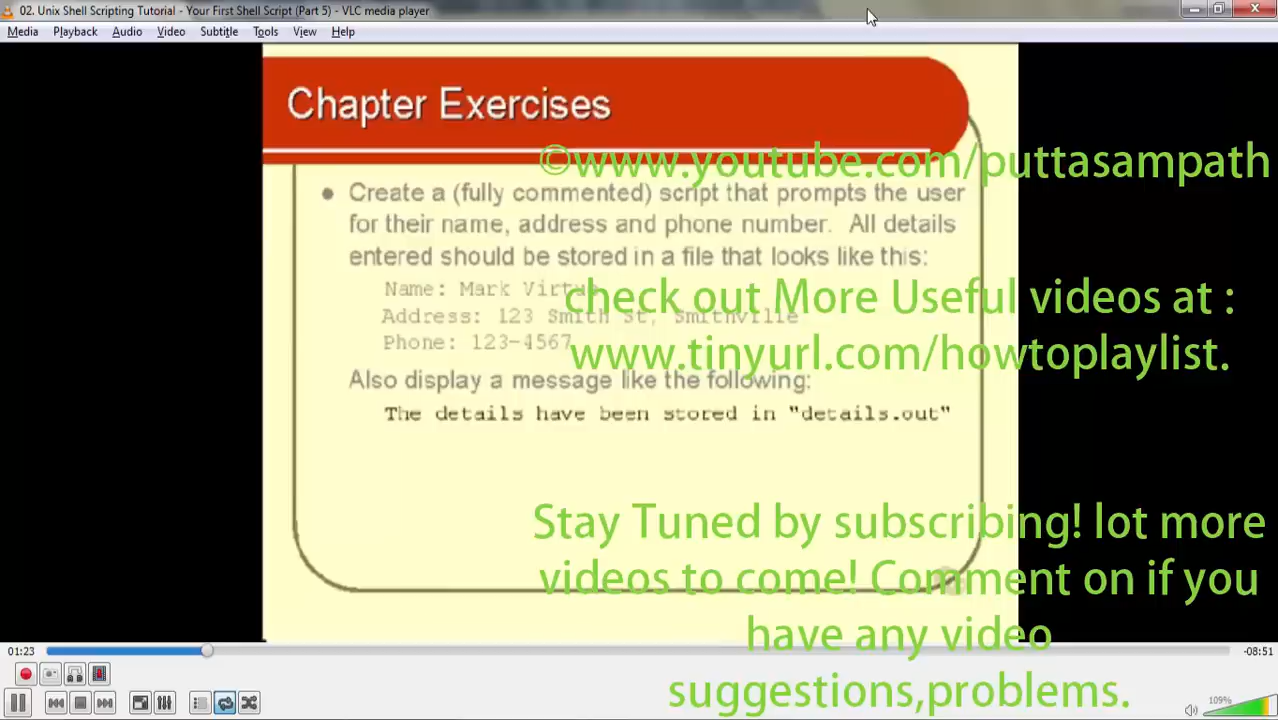 02. Unix Shell Scripting Tutorial - Your First Shell Script (Part 5) - VLC media player
Media Playback Audio Video Subtitle Tools View Help
Chapter Exercises
©www.youtube.com/puttasampath
Create a (fully commented) script that prompts the user
for their name, address and phone number. All details
entered should be stored in a file that looks like this:
Name: Mark Virtue
Address: 123 Smith St, Smithville
Phone: 123-4567
check out More Useful videos at :
www.tinyurl.com/howtoplaylist.
Also display a message like the following:
The details have been stored in "details.out"
Stay Tuned by subscribing! lot more
videos to come! Comment on if you
have any video
suggestions,problems.
01:23
-08:51
109%